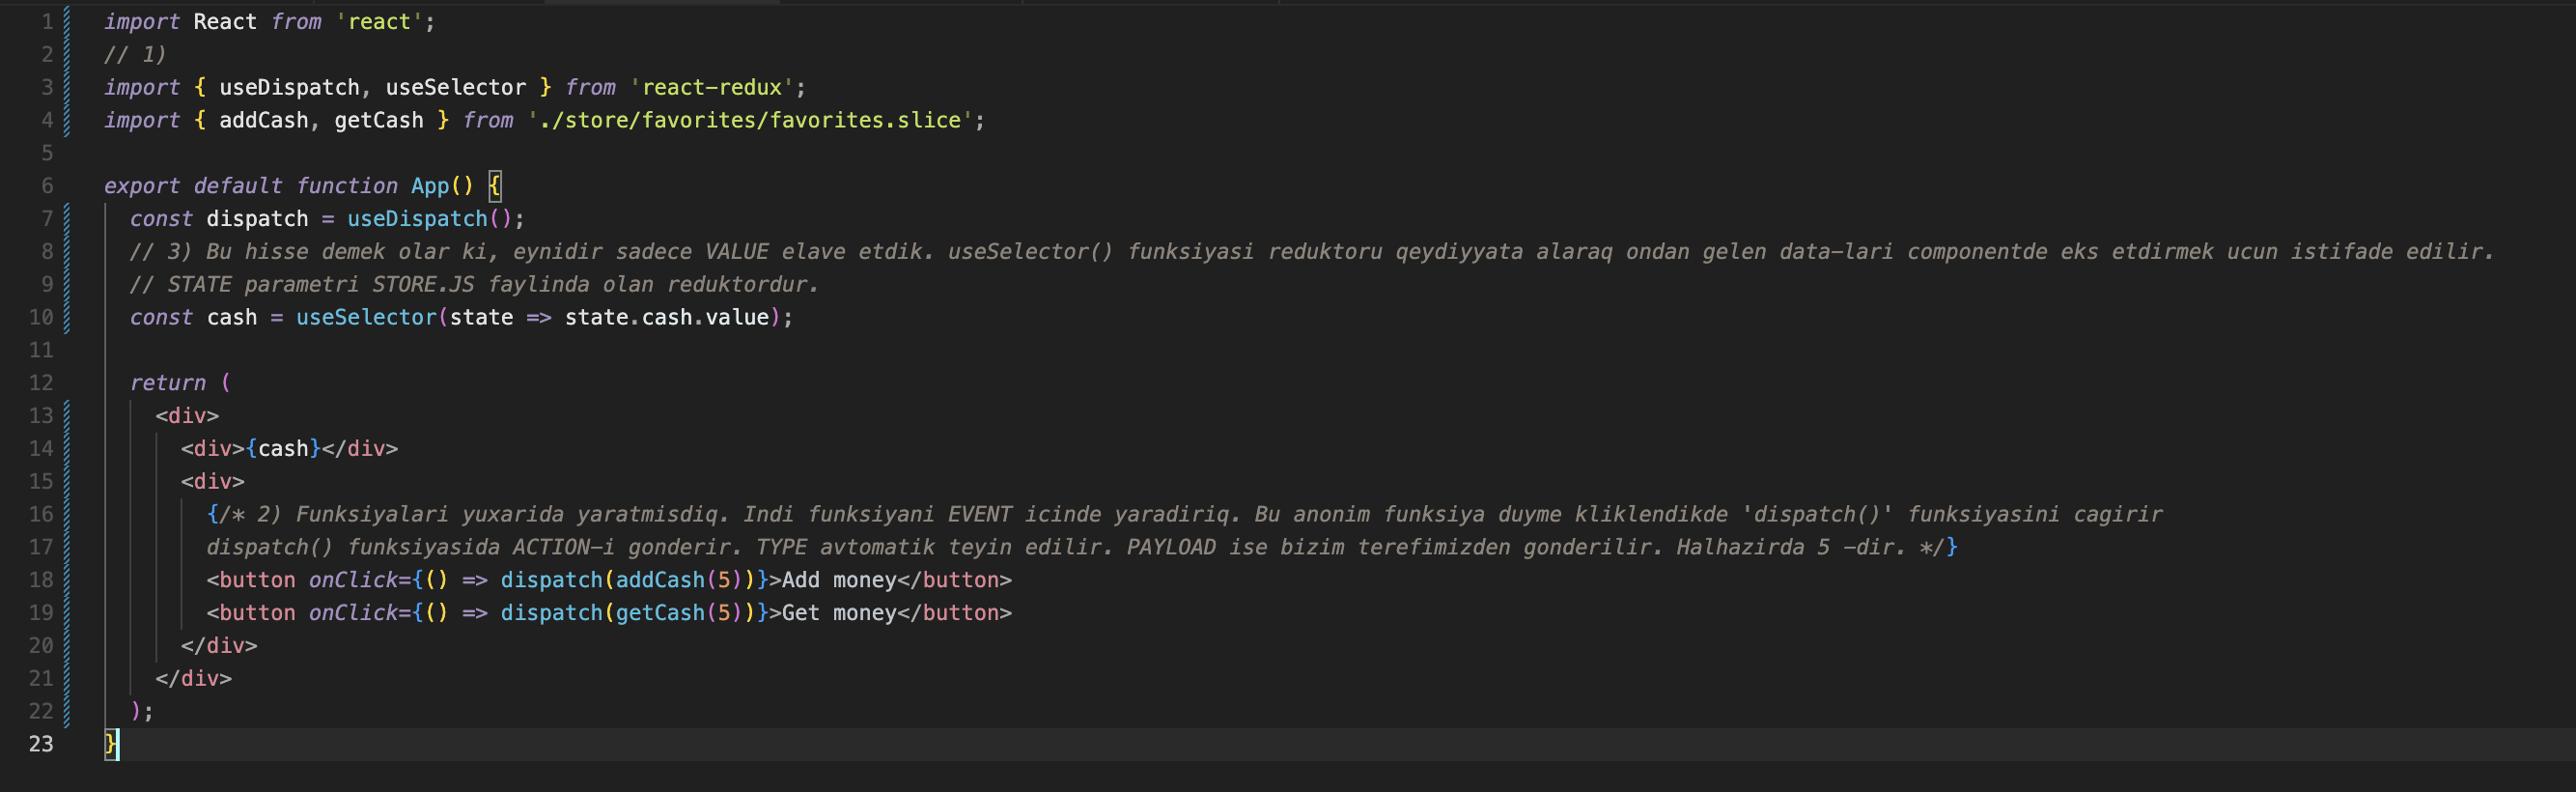 1 import React from 'react';
2 // 1)
3 import { useDispatch, useSelector } from 'react-redux';
4 import { addCash, getCash } from './store/favorites/favorites.slice';
5
6 export default function App() {
7 const dispatch = useDispatch();
8 // 3) Bu hisse demek olar ki, eynidir sadece VALUE elave etdik. useSelector() funksiyasi reduktoru qeydiyyata alaraq ondan gelen data-lari componentde eks etdirmek ucun istifade edilir.
9 // STATE parametri STORE.JS faylinda olan reduktordur.
10 const cash = useSelector(state => state.cash.value);
11
12 return (
13 <div>
14 <div>{cash}</div>
15 <div>
16 {/* 2) Funksiyalari yuxarida yaratmisdiq. Indi funksiyani EVENT icinde yaradiriq. Bu anonim funksiya duyme kliklendikde 'dispatch()' funksiyasini cagirir
17 dispatch() funksiyasida ACTION-i gonderir. TYPE avtomatik teyin edilir. PAYLOAD ise bizim terefimizden gonderilir. Halhazirda 5 -dir. */}
18 <button onClick={() => dispatch(addCash(5))}>Add money</button>
19 <button onClick={() => dispatch(getCash(5))}>Get money</button>
20 </div>
21 </div>
22 );
23 }